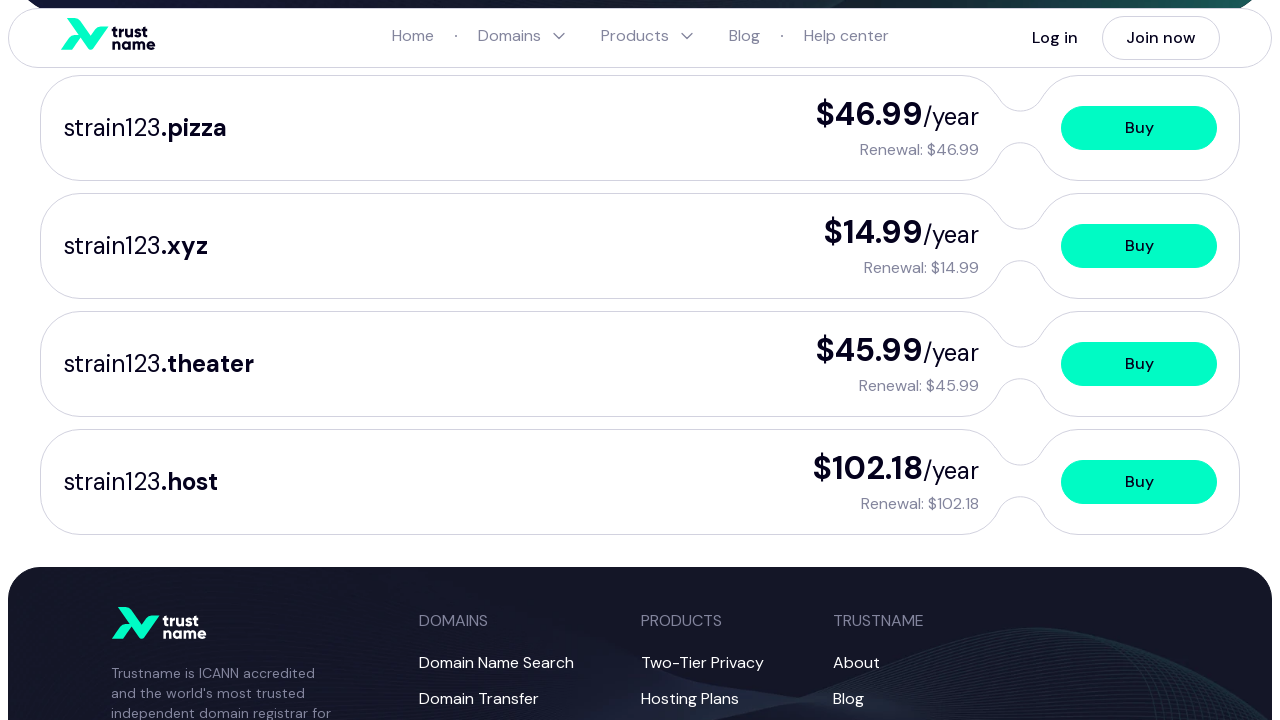 trust
name
Home · Domains Products Blog · Help center
Log in
Join now
strain123.pizza
$46.99/year
Renewal: $46.99
Buy
strain123.xyz
$14.99/year
Renewal: $14.99
Buy
strain123.theater
$45.99/year
Renewal: $45.99
Buy
strain123.host
$102.18/year
Renewal: $102.18
Buy
trust
name
Trustname is ICANN accredited
and the world's most trusted
independent domain registrar for
DOMAINS
Domain Name Search
Domain Transfer
PRODUCTS
Two-Tier Privacy
Hosting Plans
TRUSTNAME
About
Blog